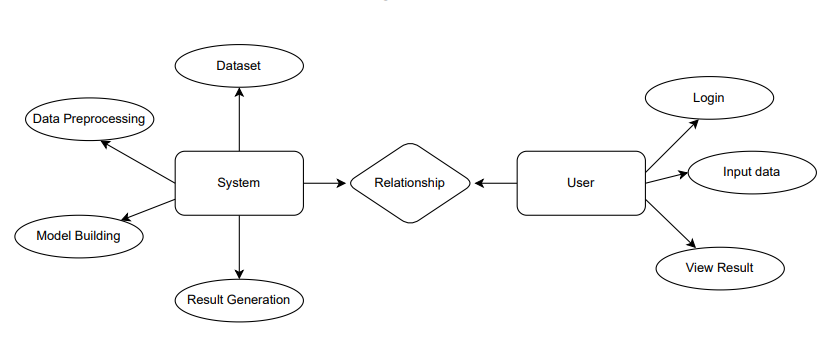 Dataset
Login
Data Preprocessing
Input data
System
Relationship
User
Model Building
View Result
Result Generation